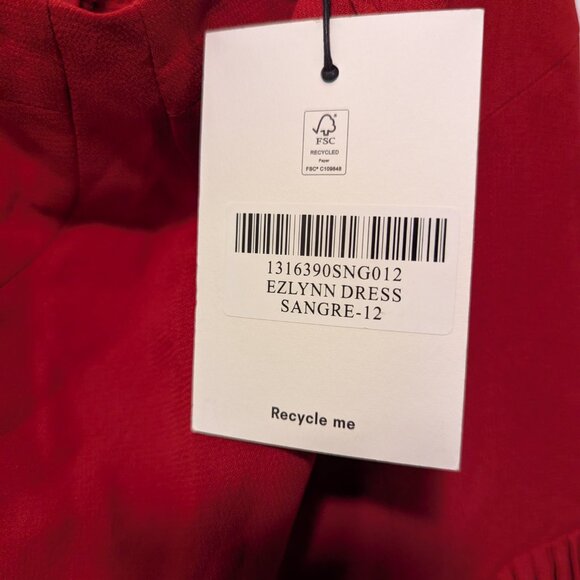 FSC
RECYCLED
Paper
FSC® C109848
1316390SNG012
EZLYNN DRESS
SANGRE-12
Recycle me